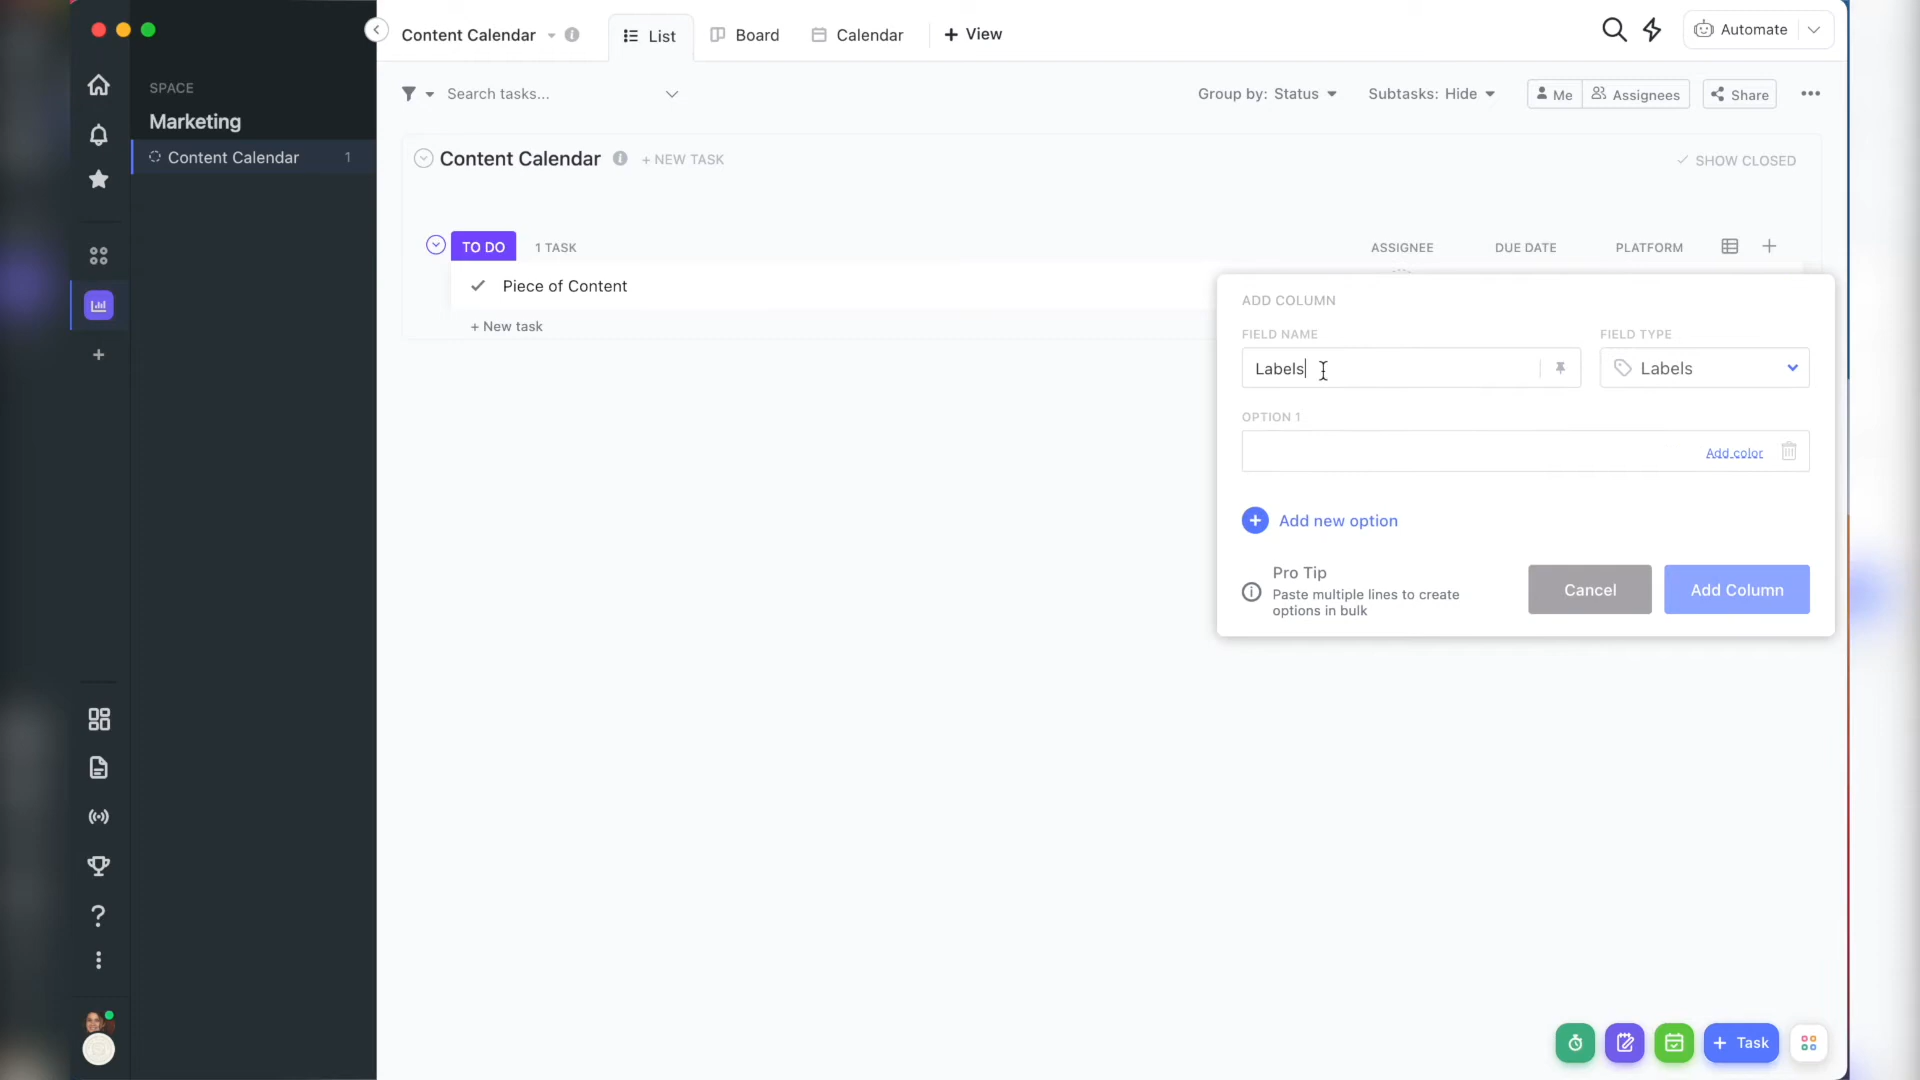 Content Calendar
List
Board
Calendar
+ View
Automate
SPACE
Marketing
Content Calendar 1
Search tasks...
Group by: Status
Subtasks: Hide
Me
Assignees
Share
Content Calendar
+ NEW TASK
SHOW CLOSED
TO DO
1 TASK
ASSIGNEE
DUE DATE
PLATFORM
Piece of Content
+ New task
ADD COLUMN
FIELD NAME
FIELD TYPE
Labels
Labels
OPTION 1
Add color
Add new option
Pro Tip
Paste multiple lines to create
options in bulk
Cancel
Add Column
+ Task